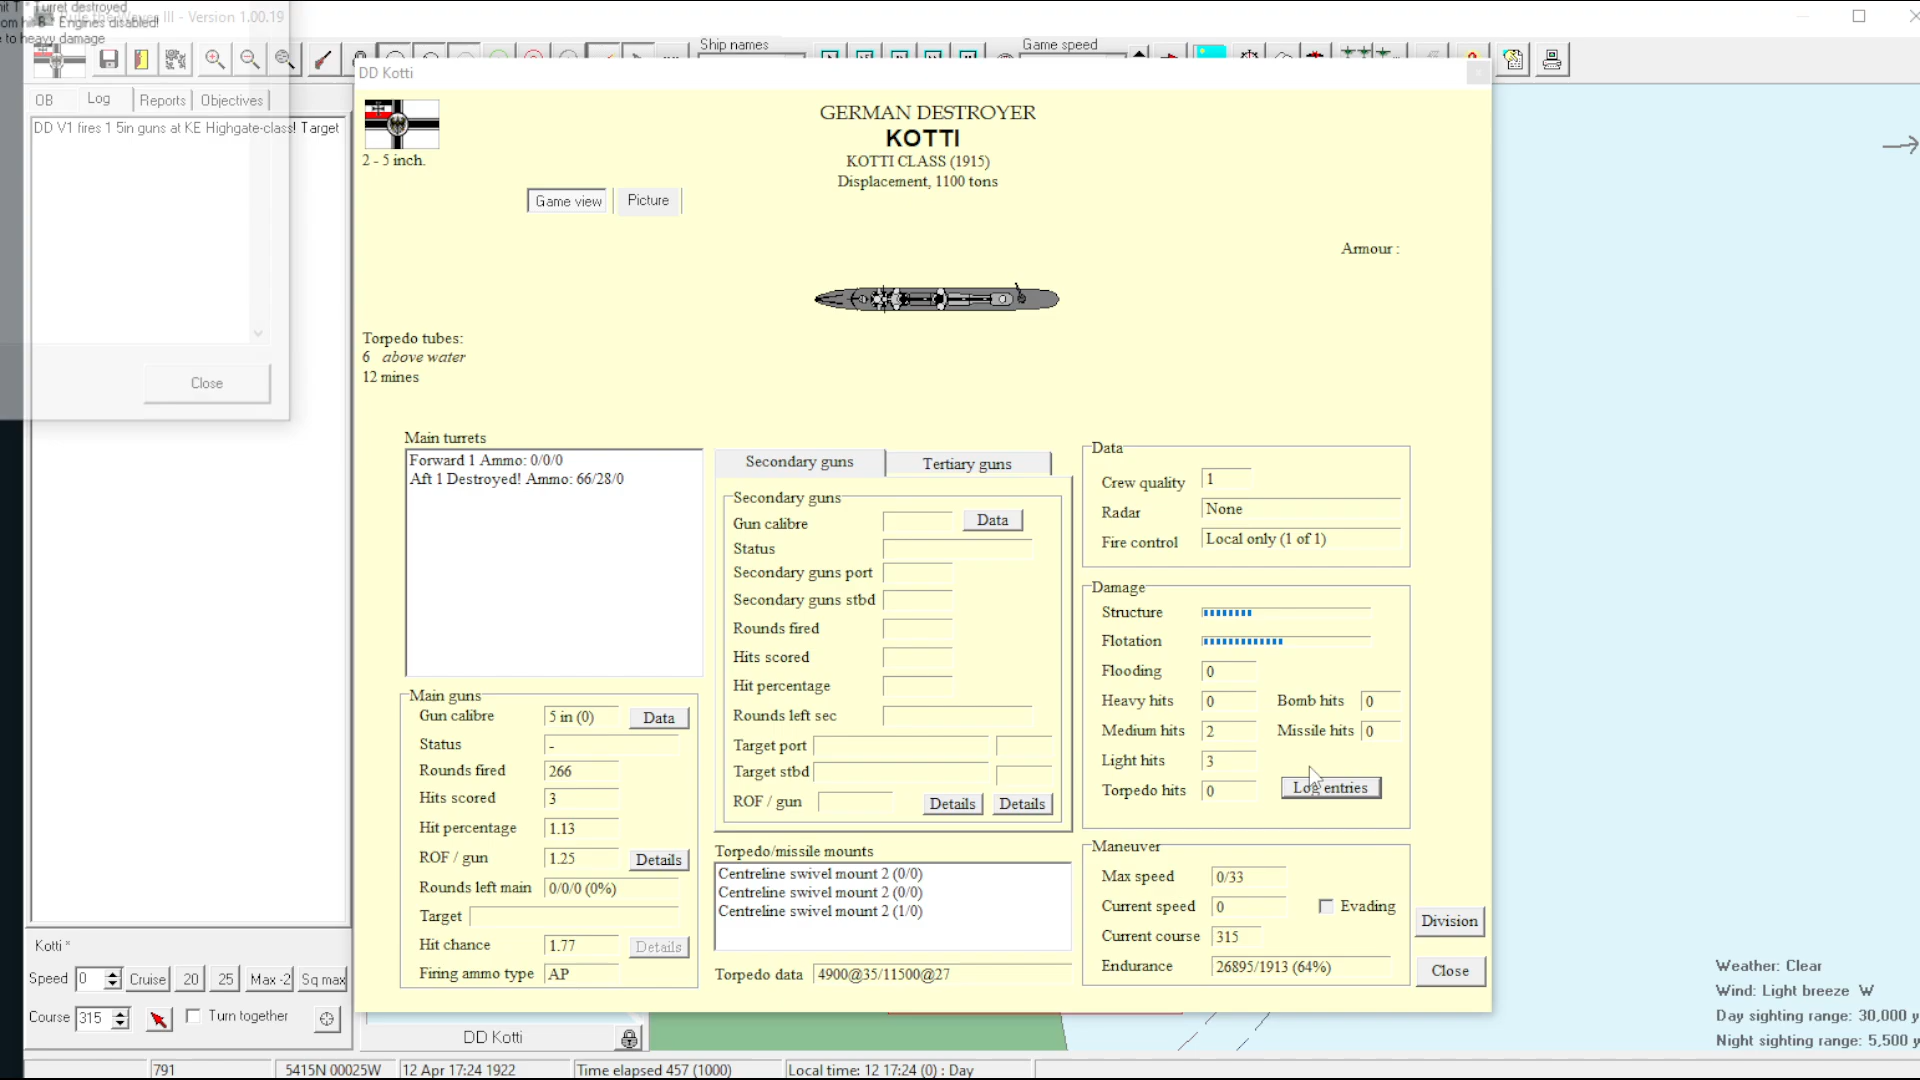 Turret destroyed
Engines disabled!
to heavy damage
III - Version 1.00.19
Ship names
Game speed
DD Kotti
OB
Log
Reports
Objectives
DD V1 fires 1 5in guns at KE Highgate-class! Target
Close
GERMAN DESTROYER
KOTTI
KOTTI CLASS (1915)
Displacement, 1100 tons
2 - 5 inch.
Game view
Picture
Armour :
Torpedo tubes:
6 above water
12 mines
Main turrets
Forward 1 Ammo: 0/0/0
Aft 1 Destroyed! Ammo: 66/28/0
Main guns
Gun calibre 5 in (0) Data
Status -
Rounds fired 266
Hits scored 3
Hit percentage 1.13
ROF / gun 1.25 Details
Rounds left main 0/0/0 (0%)
Target
Hit chance 1.77 Details
Firing ammo type AP
Secondary guns
Tertiary guns
Secondary guns
Gun calibre Data
Status
Secondary guns port
Secondary guns stbd
Rounds fired
Hits scored
Hit percentage
Rounds left sec
Target port
Target stbd
ROF / gun Details Details
Torpedo/missile mounts
Centreline swivel mount 2 (0/0)
Centreline swivel mount 2 (0/0)
Centreline swivel mount 2 (1/0)
Torpedo data 4900@35/11500@27
Data
Crew quality 1
Radar None
Fire control Local only (1 of 1)
Damage
Structure
Flotation
Flooding 0
Heavy hits 0 Bomb hits 0
Medium hits 2 Missile hits 0
Light hits 3
Torpedo hits 0 Log entries
Maneuver
Max speed 0/33
Current speed 0 Evading
Current course 315
Endurance 26895/1913 (64%)
Division
Close
Kotti *
Speed 0 Cruise 20 25 Max -2 Sq max
Course 315 Turn together
DD Kotti
Weather: Clear
Wind: Light breeze W
Day sighting range: 30,000 y
Night sighting range: 5,500 y
791
5415N 00025W
12 Apr 17:24 1922
Time elapsed 457 (1000)
Local time: 12 17:24 (0) : Day